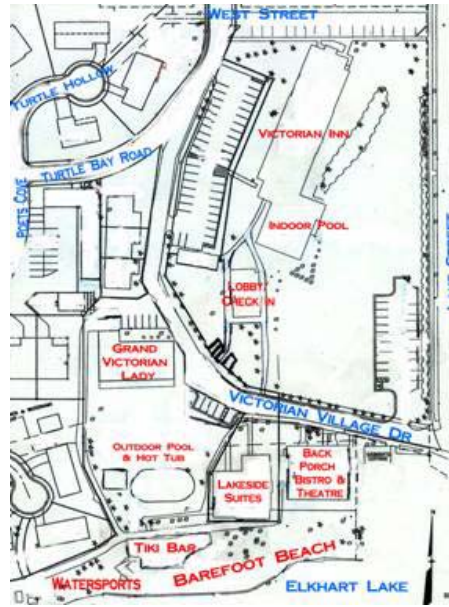 WEST STREET
TURTLE HOLLOW
VICTORIAN INN
TURTLE BAY ROAD
POETS COVE
INDOOR POOL
LOBBY/
CHECK IN
GRAND
VICTORIAN
LADY
VICTORIAN VILLAGE DR
OUTDOOR POOL
& HOT TUB
LAKESIDE
SUITES
BACK
PORCH
BISTRO &
THEATRE
TIKI BAR
BAREFOOT BEACH
WATERSPORTS
ELKHART LAKE